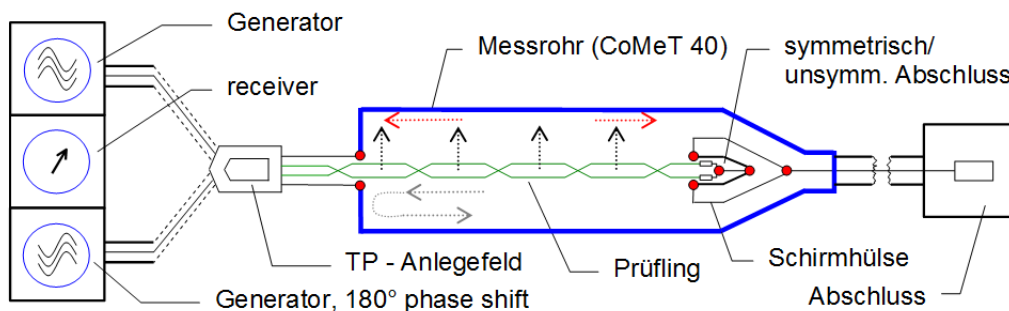 Generator
Messrohr (CoMeT 40)
symmetrisch/
unsymm. Abschluss
receiver
TP - Anlegefeld
Prüfling
Schirmhülse
Generator, 180° phase shift
Abschluss